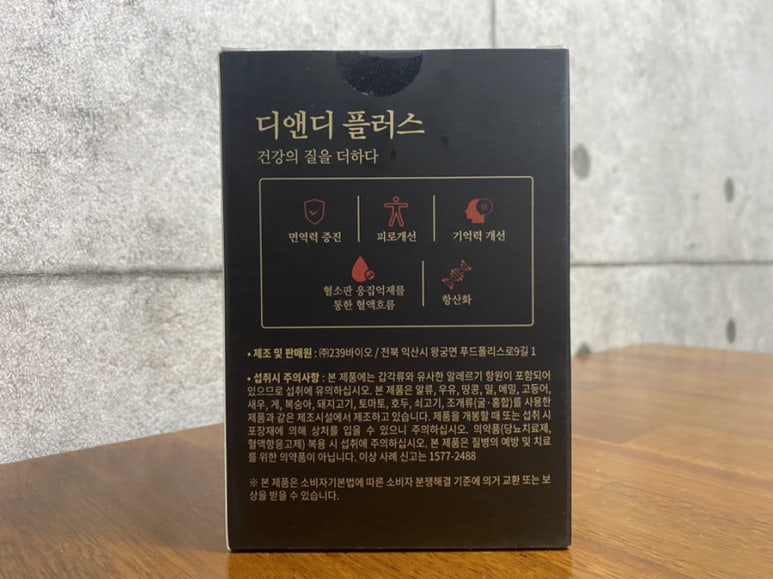 디앤디 플러스
건강의 질을 더하다
면역력 증진
피로개선
기억력 개선
혈소판 응집억제를
통한 혈액흐름
항산화
• 제조 및 판매원 : ㈜239바이오 / 전북 익산시 왕궁면 푸드폴리스로9길 1
• 섭취시 주의사항 : 본 제품에는 갑각류와 유사한 알레르기 항원이 포함되어
있으므로 섭취에 유의하십시오. 본 제품은 알류, 우유, 땅콩, 밀, 메밀, 고등어,
새우, 게, 복숭아, 돼지고기, 토마토, 호두, 쇠고기, 조개류(굴·홍합)를 사용한
제품과 같은 제조시설에서 제조하고 있습니다. 제품을 개봉할 때 또는 섭취 시
포장재에 의해 상처를 입을 수 있으니 주의하십시오. 의약품(당뇨치료제,
혈액항응고제) 복용 시 섭취에 주의하십시오. 본 제품은 질병의 예방 및 치료
를 위한 의약품이 아닙니다. 이상 사례 신고는 1577-2488
※ 본 제품은 소비자기본법에 따른 소비자 분쟁해결 기준에 의거 교환 또는 보
상을 받을 수 있습니다.